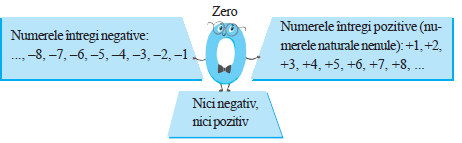 Zero
Numerele întregi negative:
..., –8, –7, –6, –5, –4, –3, –2, –1
Numerele întregi pozitive (nu-
merele naturale nenule): +1, +2,
+3, +4, +5, +6, +7, +8, ...
Nici negativ,
nici pozitiv